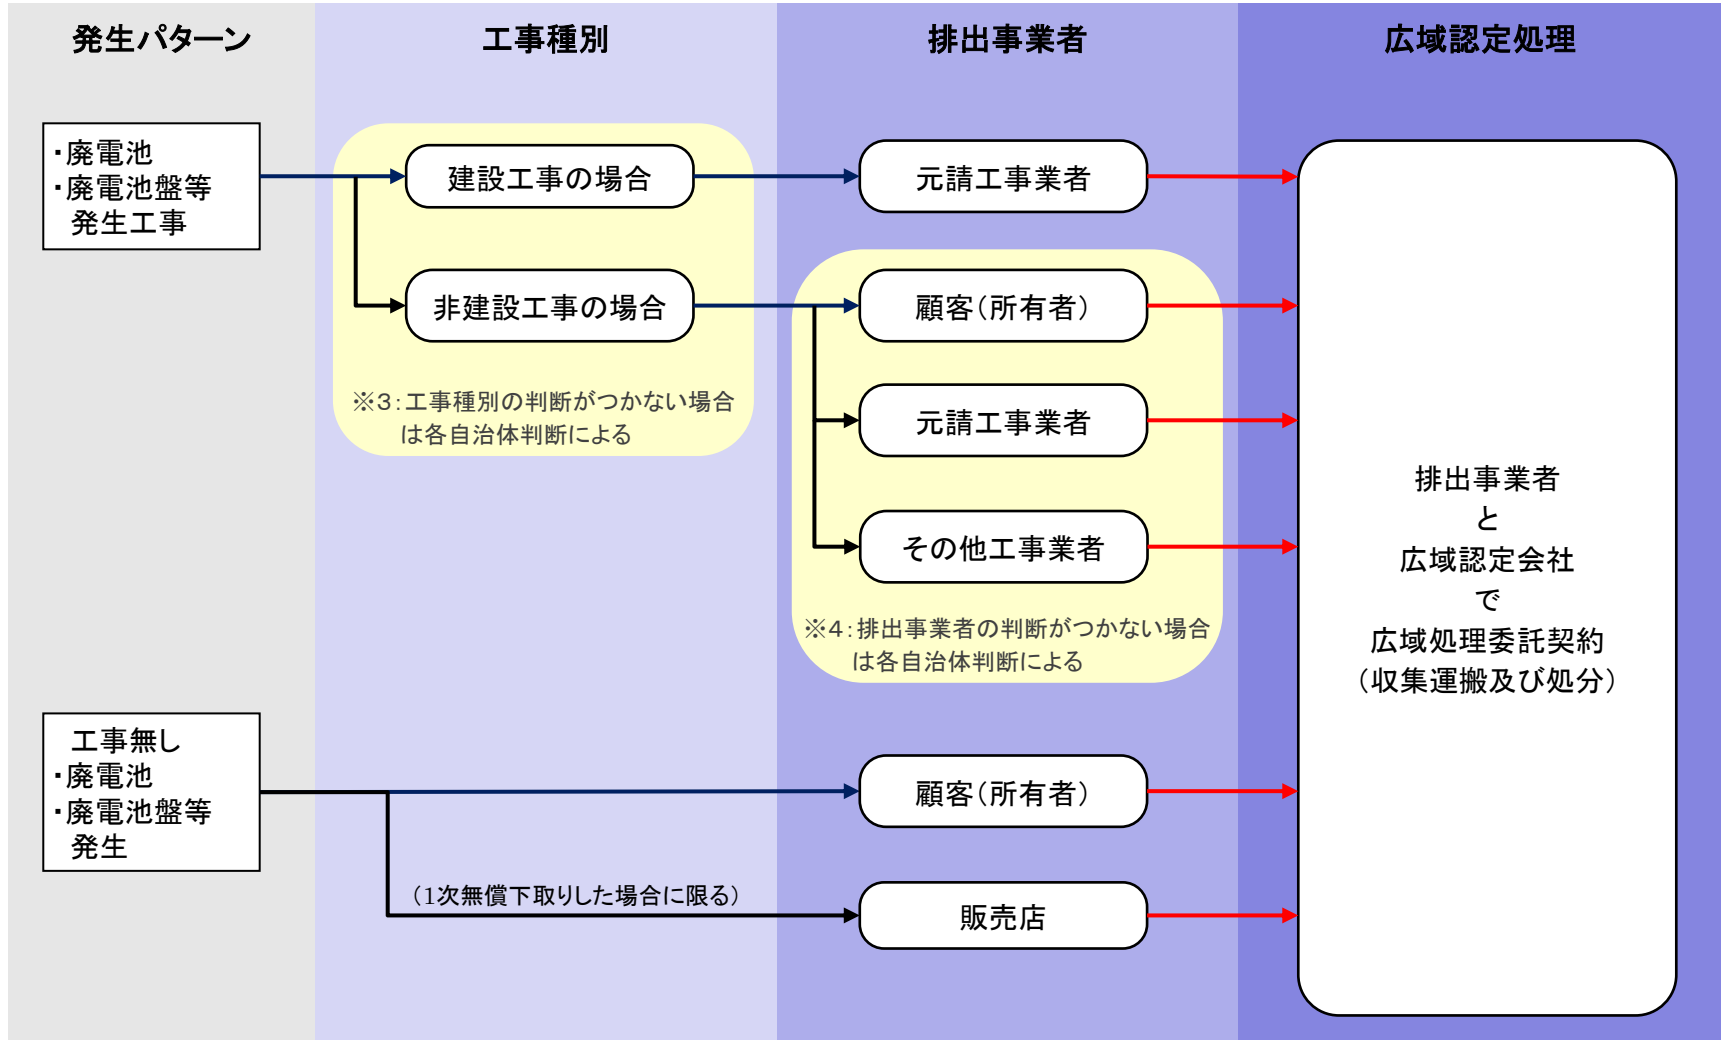 発生パターン
工事種別
排出事業者
広域認定処理
・廃電池
・廃電池盤等
発生工事
建設工事の場合
元請工事業者
非建設工事の場合
顧客（所有者）
※３：工事種別の判断がつかない場合
は各自治体判断による
元請工事業者
その他工事業者
※４：排出事業者の判断がつかない場合
は各自治体判断による
排出事業者
と
広域認定会社
で
広域処理委託契約
（収集運搬及び処分）
工事無し
・廃電池
・廃電池盤等
発生
顧客（所有者）
（1次無償下取りした場合に限る）
販売店